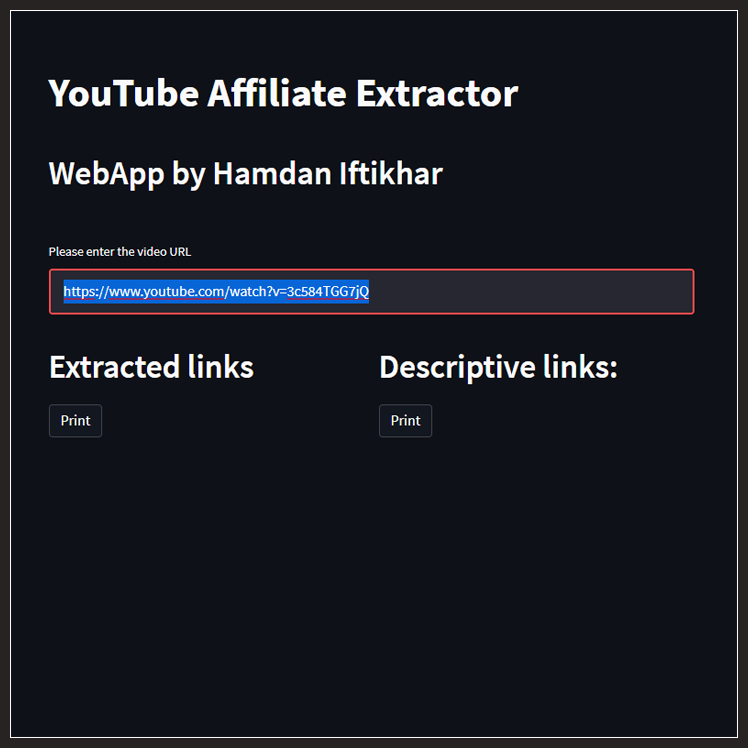 YouTube Affiliate Extractor
WebApp by Hamdan Iftikhar
Please enter the video URL
https://www.youtube.com/watch?v=3c584TGG7jQ
Extracted links
Descriptive links:
Print
Print